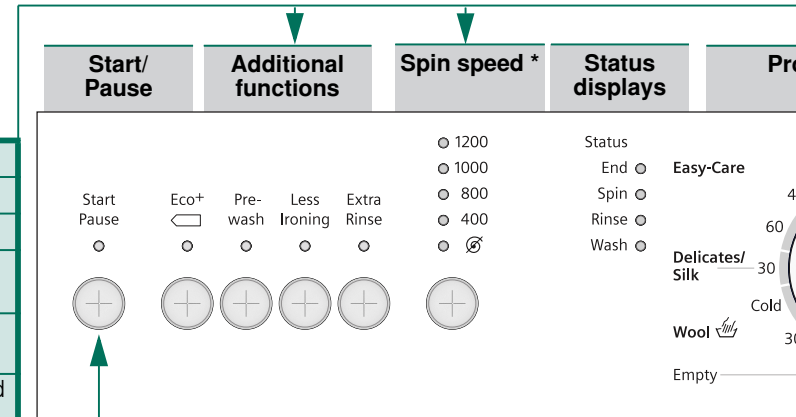 Start/
Pause
Additional
functions
Spin speed *
Status
displays
Start
Pause
Eco+
Pre-
wash
Less
Ironing
Extra
Rinse
1200
1000
800
400
Status
End
Spin
Rinse
Wash
Easy-Care
60
Delicates/
Silk
30
Cold
Wool
Empty